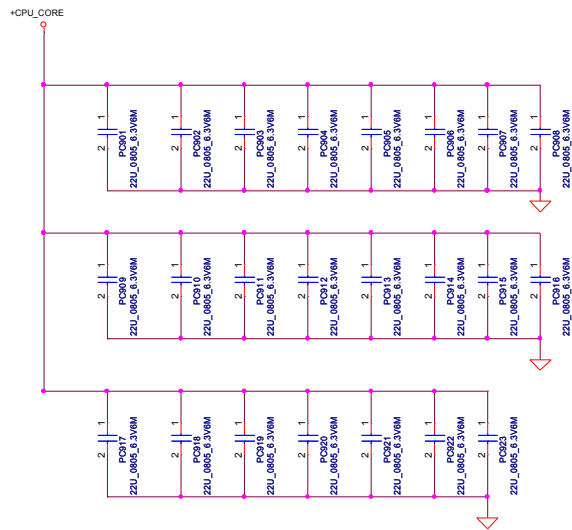 +CPU_CORE
1
2
PC901
22U_0805_6.3V6M
1
2
PC902
22U_0805_6.3V6M
1
2
PC903
22U_0805_6.3V6M
1
2
PC904
22U_0805_6.3V6M
1
2
PC905
22U_0805_6.3V6M
1
2
PC906
22U_0805_6.3V6M
1
2
PC907
22U_0805_6.3V6M
1
2
PC908
22U_0805_6.3V6M
1
2
PC909
22U_0805_6.3V6M
1
2
PC910
22U_0805_6.3V6M
1
2
PC911
22U_0805_6.3V6M
1
2
PC912
22U_0805_6.3V6M
1
2
PC913
22U_0805_6.3V6M
1
2
PC914
22U_0805_6.3V6M
1
2
PC915
22U_0805_6.3V6M
1
2
PC916
22U_0805_6.3V6M
1
2
PC917
22U_0805_6.3V6M
1
2
PC918
22U_0805_6.3V6M
1
2
PC919
22U_0805_6.3V6M
1
2
PC920
22U_0805_6.3V6M
1
2
PC921
22U_0805_6.3V6M
1
2
PC922
22U_0805_6.3V6M
1
2
PC923
22U_0805_6.3V6M